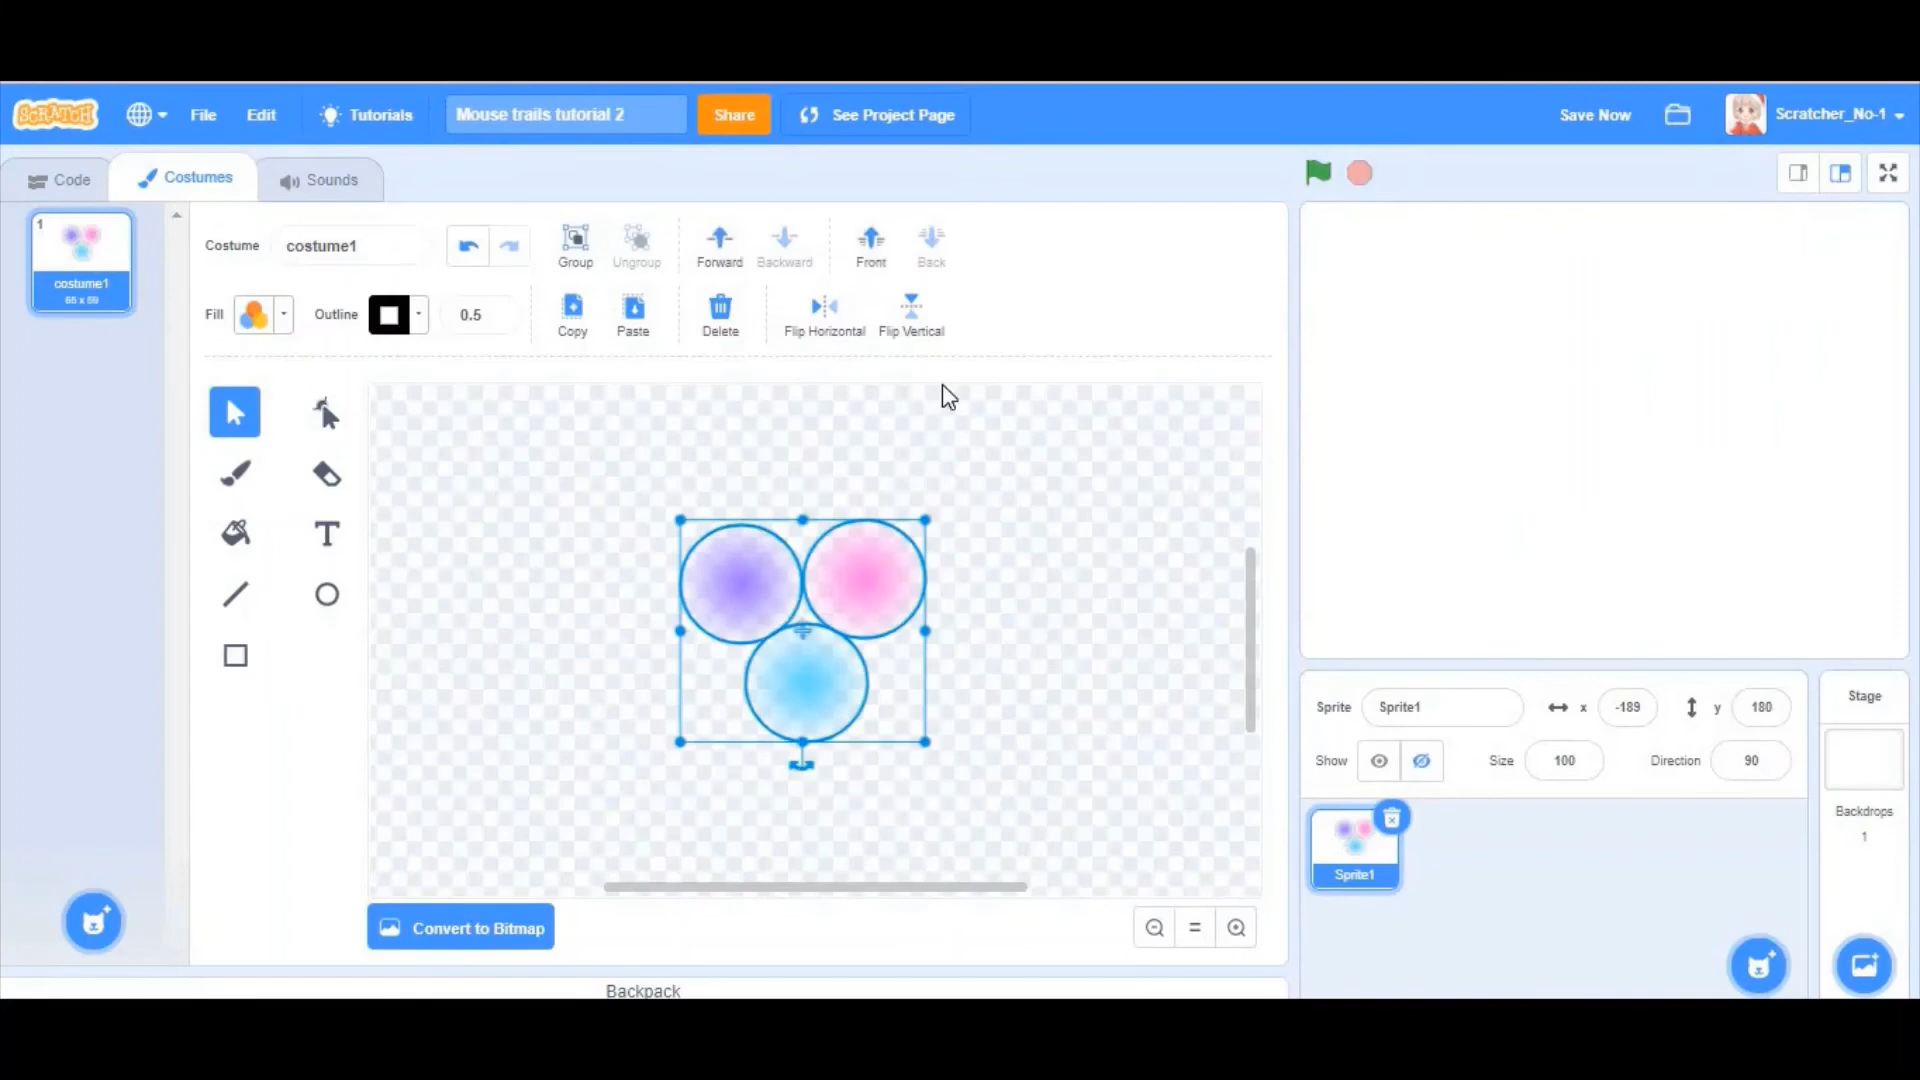 SCRATCH File Edit Tutorials Mouse trails tutorial 2 Share See Project Page Save Now Scratcher_No-1
Code Costumes Sounds
1
costume1
65 x 59
Costume costume1 Group Ungroup Forward Backward Front Back
Fill Outline 0.5 Copy Paste Delete Flip Horizontal Flip Vertical
T
Convert to Bitmap
Backpack
Sprite Sprite1 x -189 y 180
Show Size 100 Direction 90
Sprite1
Stage
Backdrops
1